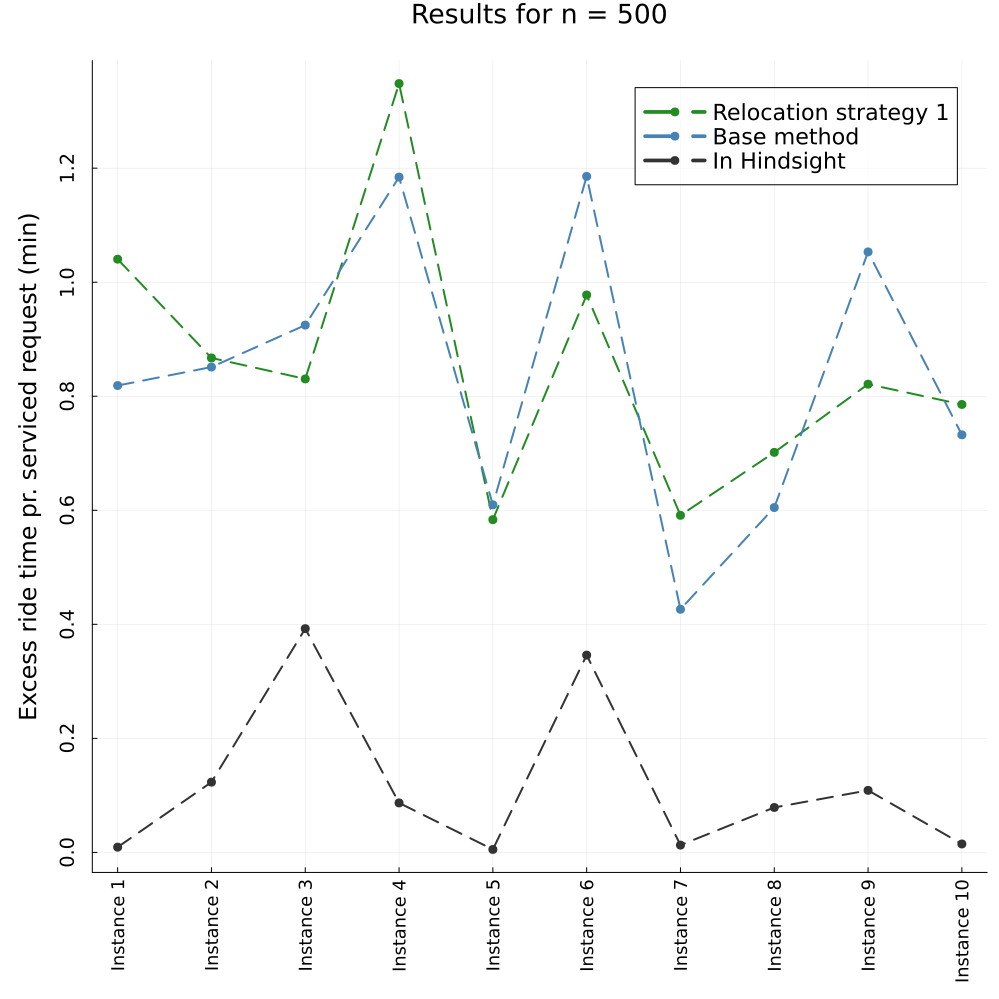 Results for n = 500
Relocation strategy 1
Base method
In Hindsight
Excess ride time pr. serviced request (min)
1.2
1.0
0.8
0.6
0.4
0.2
0.0
Instance 1
Instance 2
Instance 3
Instance 4
Instance 5
Instance 6
Instance 7
Instance 8
Instance 9
Instance 10